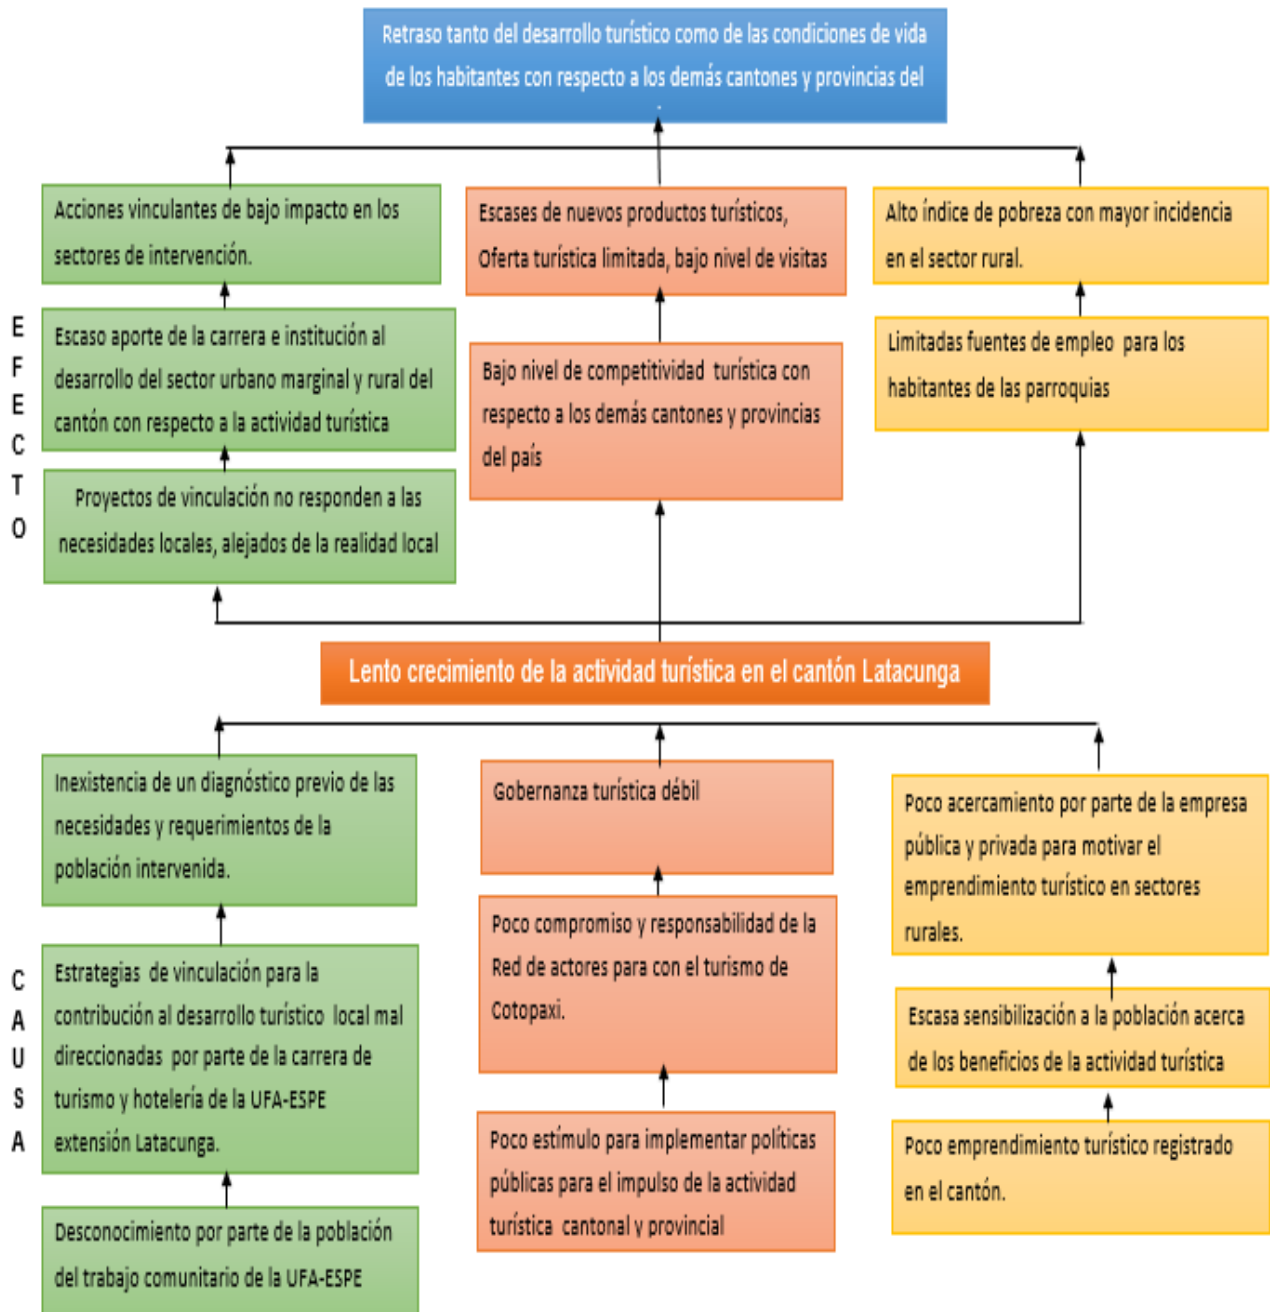 Retraso tanto del desarrollo turístico como de las condiciones de vida
de los habitantes con respecto a los demás cantones y provincias del
Acciones vinculantes de bajo impacto en los
sectores de intervención.
Escases de nuevos productos turísticos,
Oferta turística limitada, bajo nivel de visitas
Alto índice de pobreza con mayor incidencia
en el sector rural.
EFECTO
Escaso aporte de la carrera e institución al
desarrollo del sector urbano marginal y rural del
cantón con respecto a la actividad turística
Bajo nivel de competitividad turística con
respecto a los demás cantones y provincias
del país
Limitadas fuentes de empleo para los
habitantes de las parroquias
Proyectos de vinculación no responden a las
necesidades locales, alejados de la realidad local
Lento crecimiento de la actividad turística en el cantón Latacunga
Inexistencia de un diagnóstico previo de las
necesidades y requerimientos de la
población intervenida.
Gobernanza turística débil
Poco acercamiento por parte de la empresa
pública y privada para motivar el
emprendimiento turístico en sectores
rurales.
CAUSA
Estrategias de vinculación para la
contribución al desarrollo turístico local mal
direccionadas por parte de la carrera de
turismo y hotelería de la UFA-ESPE
extensión Latacunga.
Poco compromiso y responsabilidad de la
Red de actores para con el turismo de
Cotopaxi.
Escasa sensibilización a la población acerca
de los beneficios de la actividad turística
Desconocimiento por parte de la población
del trabajo comunitario de la UFA-ESPE
Poco estímulo para implementar políticas
públicas para el impulso de la actividad
turística cantonal y provincial
Poco emprendimiento turístico registrado
en el cantón.